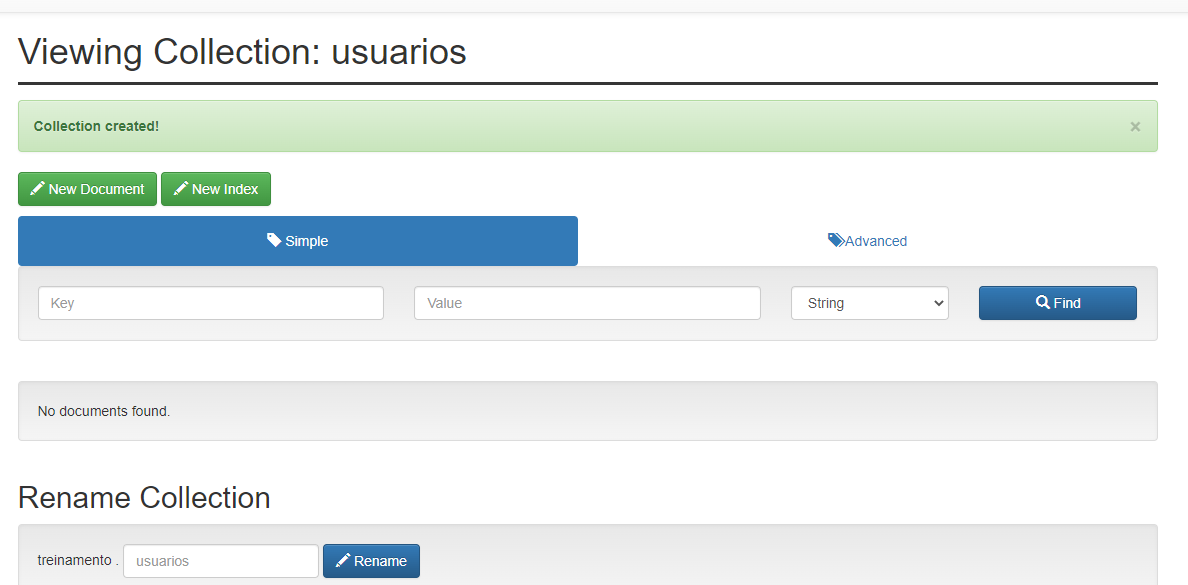 Viewing Collection: usuarios
Collection created!
×
New Document New Index
Simple Advanced
Key Value String Find
No documents found.
Rename Collection
treinamento . usuarios Rename